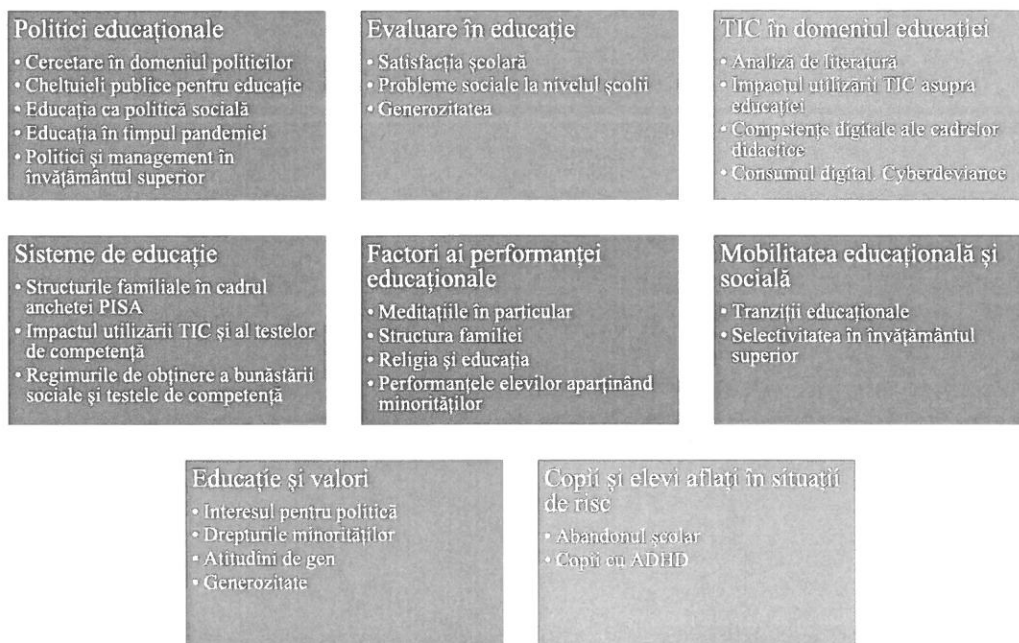 Politici educaționale
• Cercetare în domeniul politicilor
• Cheltuieli publice pentru educație
• Educația ca politică socială
• Educația în timpul pandemiei
• Politici și management în
învățământul superior
Evaluare în educație
• Satisfacția școlară
• Probleme sociale la nivelul școlii
• Generozitatea
TIC în domeniul educației
• Analiză de literatură
• Impactul utilizării TIC asupra
educației
• Competențe digitale ale cadrelor
didactice
• Consumul digital. Cyberdeviance
Sisteme de educație
• Structurile familiale în cadrul
anchetei PISA
• Impactul utilizării TIC și al testelor
de competență
• Regimurile de obținere a bunăstării
sociale și testele de competență
Factori ai performanței
educaționale
• Meditațiile în particular
• Structura familiei
• Religia și educația
• Performanțele elevilor aparținând
minorităților
Mobilitatea educațională și
socială
• Tranziții educaționale
• Selectivitatea în învățământul
superior
Educație și valori
• Interesul pentru politică
• Drepturile minorităților
• Atitudini de gen
• Generozitate
Copii și elevi aflați în situații
de risc
• Abandonul școlar
• Copii cu ADHD